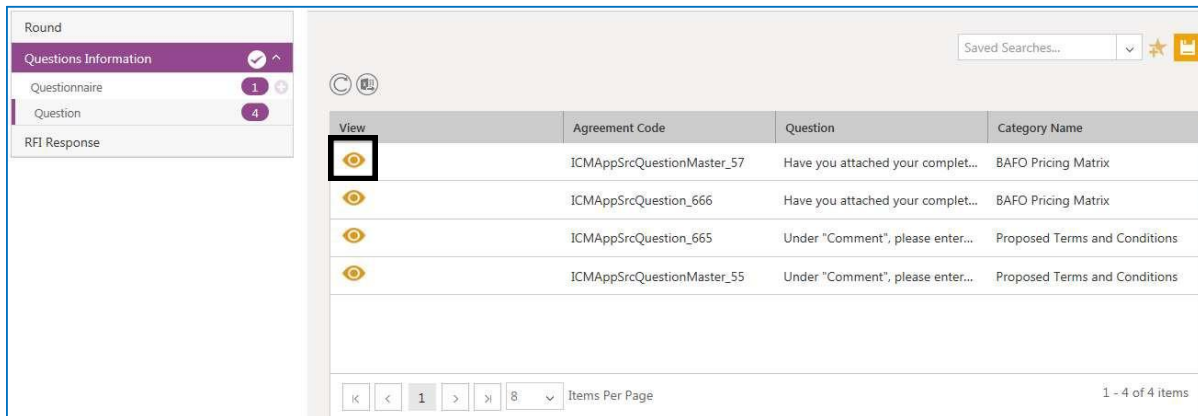 Round
Questions Information
Questionnaire 1
Question 4
RFI Response
Saved Searches...
View Agreement Code Question Category Name
ICMAppSrcQuestionMaster_57 Have you attached your complet... BAFO Pricing Matrix
ICMAppSrcQuestion_666 Have you attached your complet... BAFO Pricing Matrix
ICMAppSrcQuestion_665 Under "Comment", please enter... Proposed Terms and Conditions
ICMAppSrcQuestionMaster_55 Under "Comment", please enter... Proposed Terms and Conditions
1 8 Items Per Page 1 - 4 of 4 items